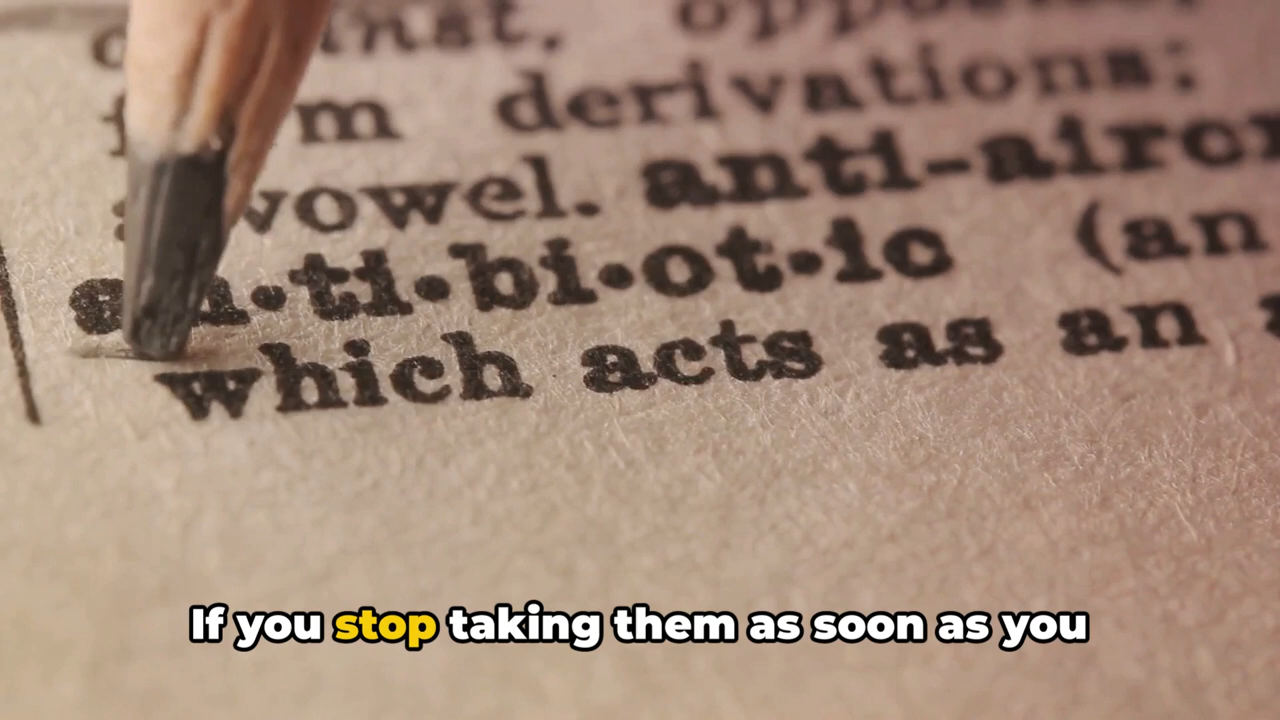 derivations;
vowel. anti-
an•ti•bi•ot•ic (an
which acts as an
If you stop taking them as soon as you